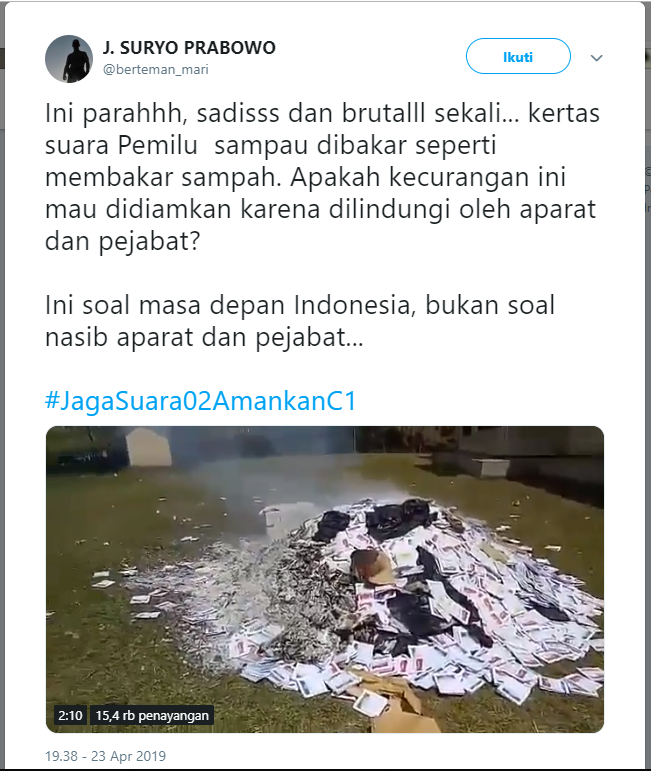 J. SURYO PRABOWO
@berteman_mari
Ikuti
Ini parahhh, sadisss dan brutalll sekali... kertas
suara Pemilu  sampau dibakar seperti
membakar sampah. Apakah kecurangan ini
mau didiamkan karena dilindungi oleh aparat
dan pejabat?
Ini soal masa depan Indonesia, bukan soal
nasib aparat dan pejabat...
#JagaSuara02AmankanC1
2:10
15,4 rb penayangan
19.38 - 23 Apr 2019